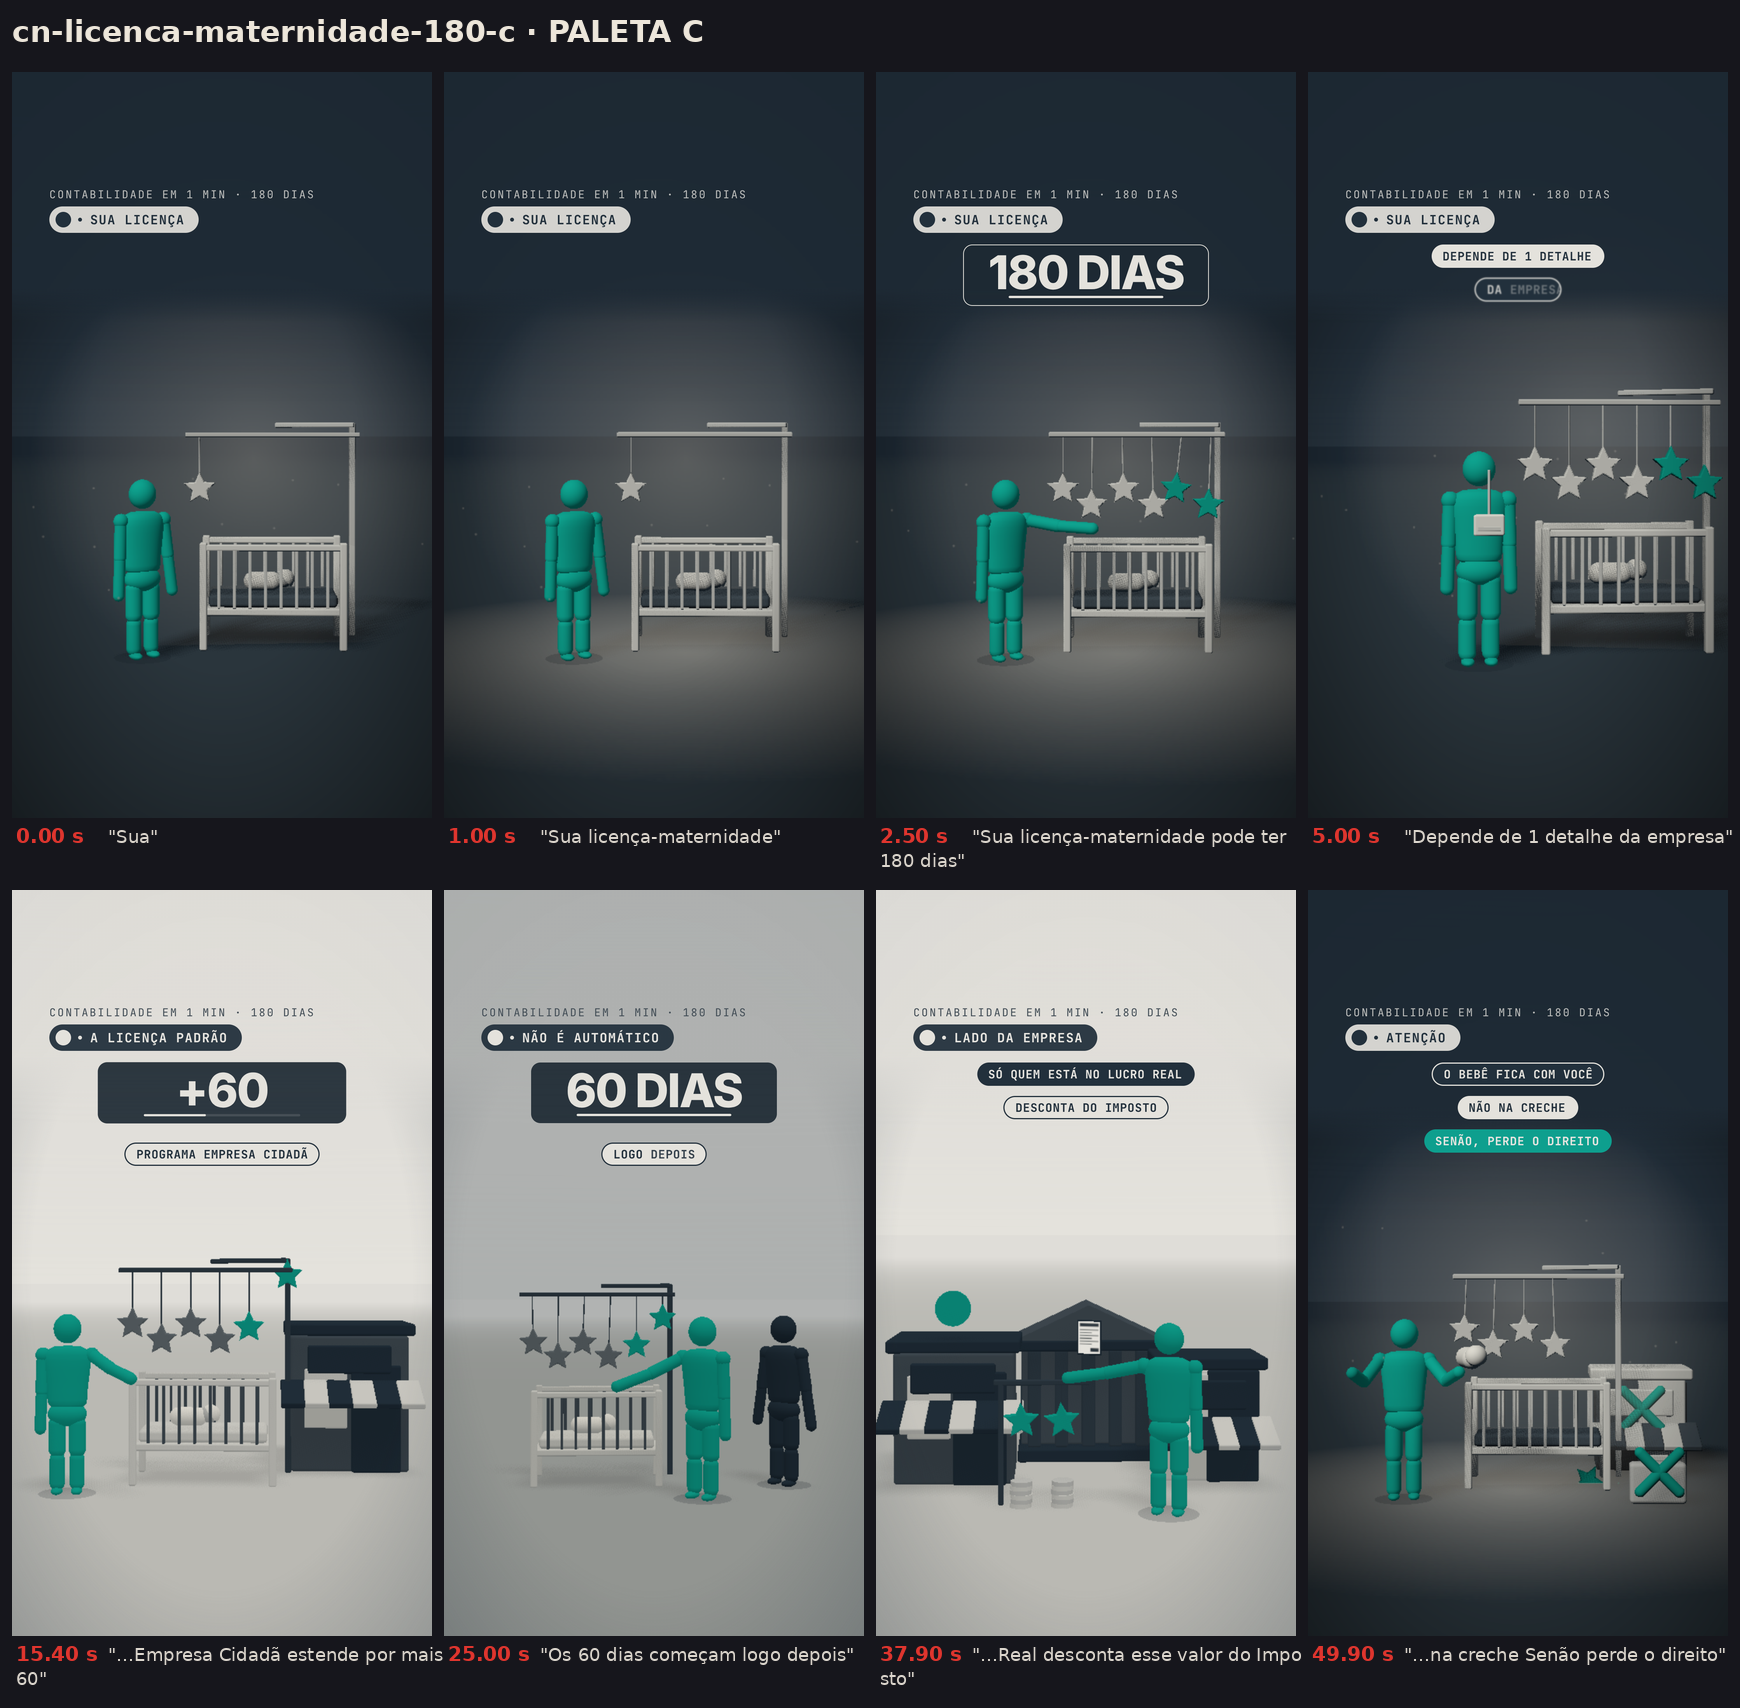 cn-licenca-maternidade-180-c · PALETA C
CONTABILIDADE EM 1 MIN · 180 DIAS
• SUA LICENÇA
0.00 s "Sua"
CONTABILIDADE EM 1 MIN · 180 DIAS
• SUA LICENÇA
1.00 s "Sua licença-maternidade"
CONTABILIDADE EM 1 MIN · 180 DIAS
• SUA LICENÇA
180 DIAS
2.50 s "Sua licença-maternidade pode ter
180 dias"
CONTABILIDADE EM 1 MIN · 180 DIAS
• SUA LICENÇA
DEPENDE DE 1 DETALHE
DA EMPRESA
5.00 s "Depende de 1 detalhe da empresa"
CONTABILIDADE EM 1 MIN · 180 DIAS
• A LICENÇA PADRÃO
+60
PROGRAMA EMPRESA CIDADÃ
15.40 s "...Empresa Cidadã estende por mais
60"
CONTABILIDADE EM 1 MIN · 180 DIAS
• NÃO É AUTOMÁTICO
60 DIAS
LOGO DEPOIS
25.00 s "Os 60 dias começam logo depois"
CONTABILIDADE EM 1 MIN · 180 DIAS
• LADO DA EMPRESA
SÓ QUEM ESTÁ NO LUCRO REAL
DESCONTA DO IMPOSTO
37.90 s "...Real desconta esse valor do Impo
sto"
CONTABILIDADE EM 1 MIN · 180 DIAS
• ATENÇÃO
O BEBÊ FICA COM VOCÊ
NÃO NA CRECHE
SENÃO, PERDE O DIREITO
49.90 s "...na creche Senão perde o direito"